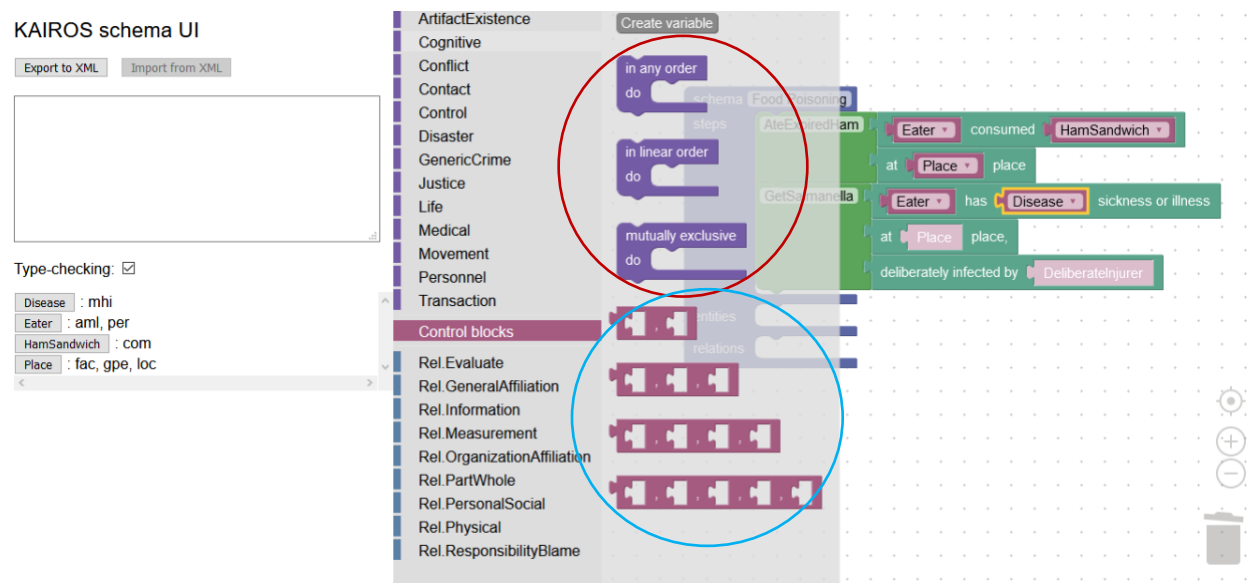 KAIROS schema UI
Export to XML Import from XML
Type-checking:
Disease : mhi
Eater : aml, per
HamSandwich : com
Place : fac, gpe, loc
ArtifactExistence
Cognitive
Conflict
Contact
Control
Disaster
GenericCrime
Justice
Life
Medical
Movement
Personnel
Transaction
Control blocks
Rel.Evaluate
Rel.GeneralAffiliation
Rel.Information
Rel.Measurement
Rel.OrganizationAffiliation
Rel.PartWhole
Rel.PersonalSocial
Rel.Physical
Rel.ResponsibilityBlame
Create variable
in any order
do
in linear order
do
mutually exclusive
do
schema Food Poisoning
steps AteExpiredHam Eater consumed HamSandwich
at Place place
GetSalmanella Eater has Disease sickness or illness
at Place place,
deliberately infected by DeliberateInjurer
entities
relations